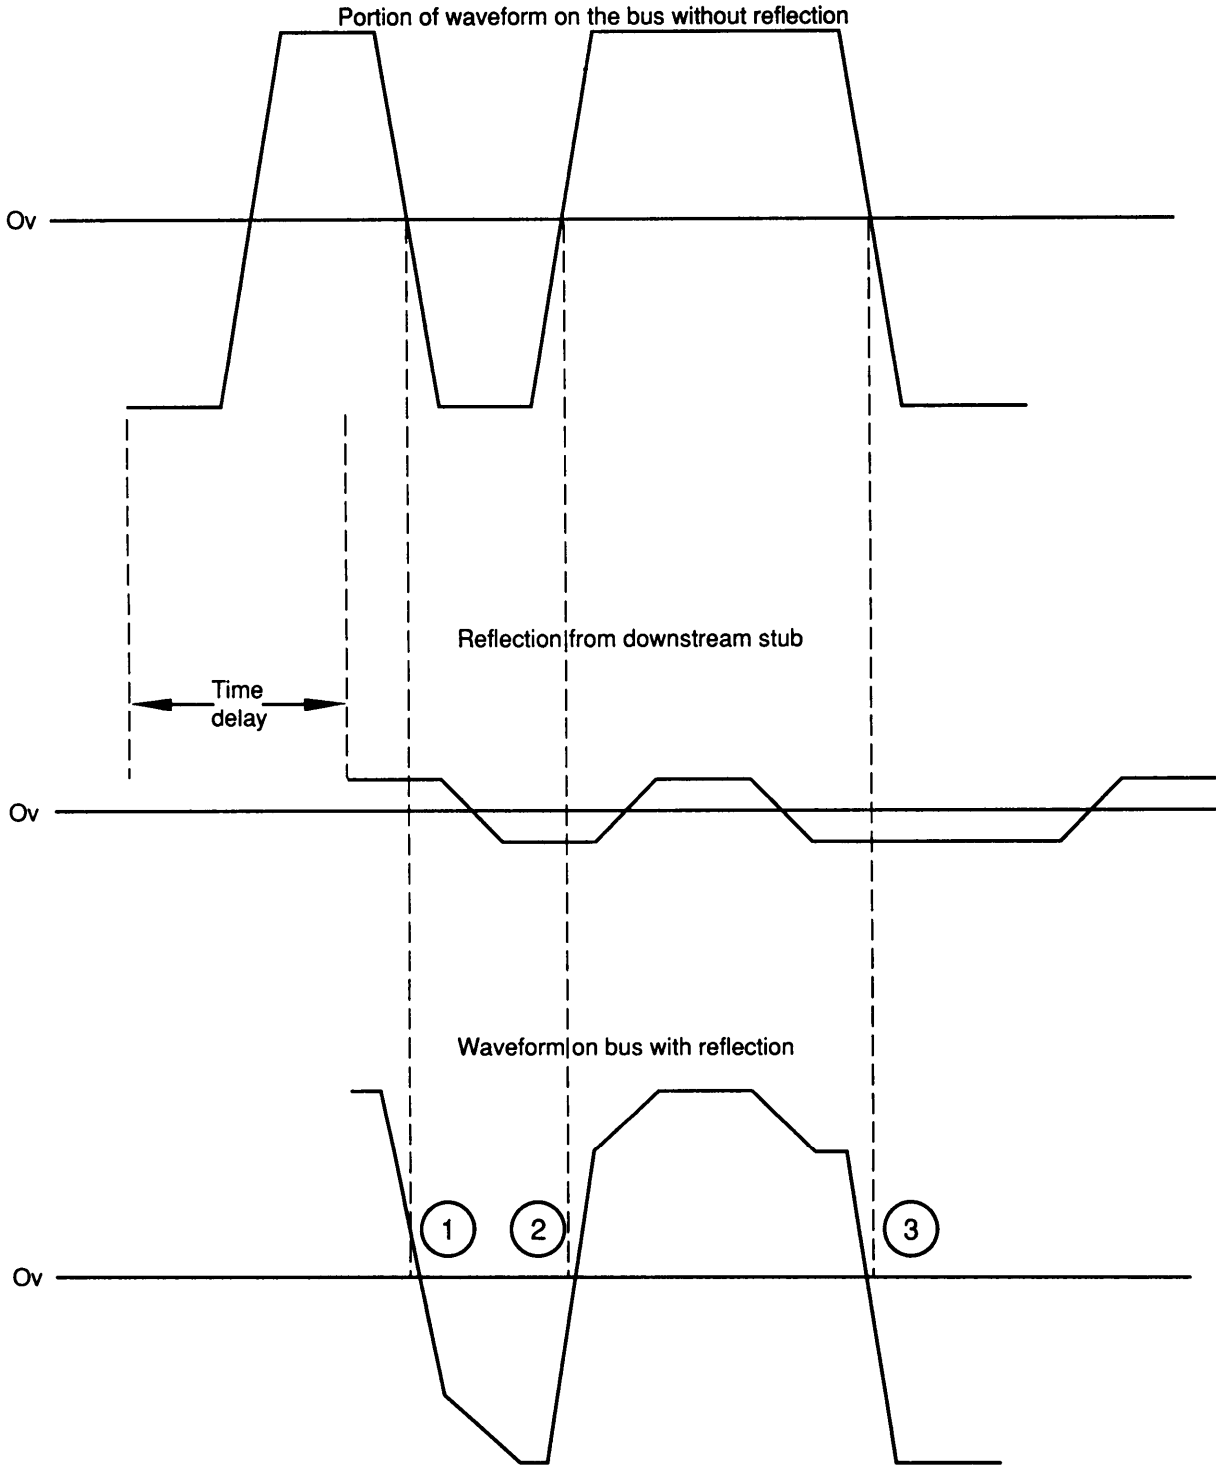 Portion of waveform on the bus without reflection
Ov
Reflection from downstream stub
Time
delay
Ov
Waveform on bus with reflection
1
2
3
Ov